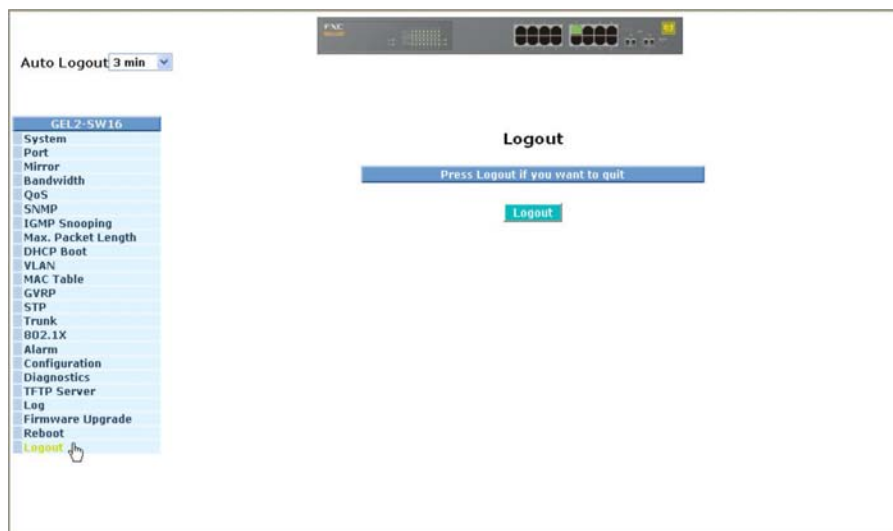 FXC
Auto Logout 3 min
GEL2-SW16
System
Port
Mirror
Bandwidth
QoS
SNMP
IGMP Snooping
Max. Packet Length
DHCP Boot
VLAN
MAC Table
GVRP
STP
Trunk
802.1X
Alarm
Configuration
Diagnostics
TFTP Server
Log
Firmware Upgrade
Reboot
Logout
Logout
Press Logout if you want to quit
Logout